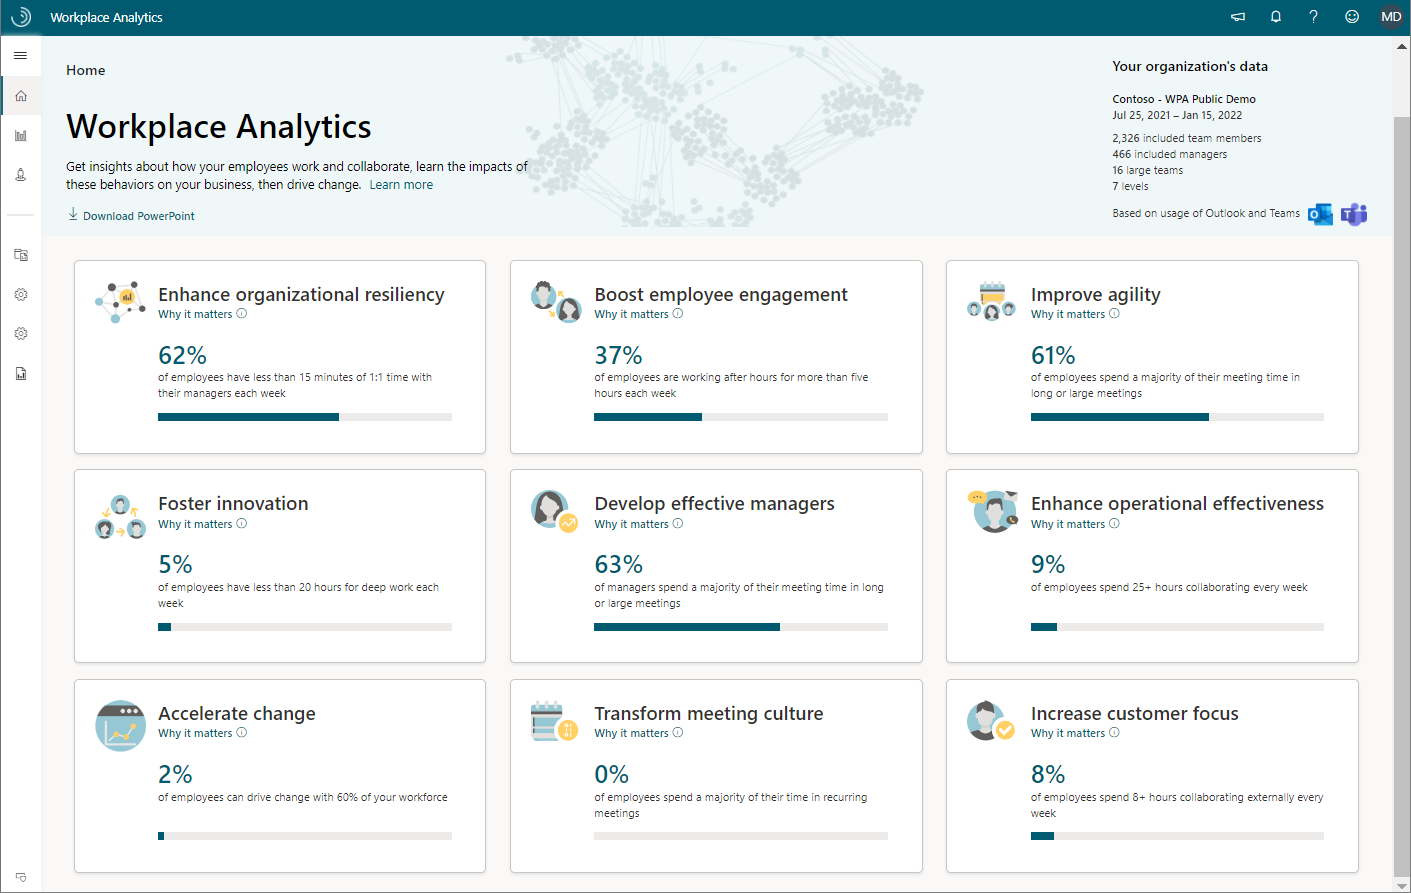 Workplace Analytics
MD
Home
Workplace Analytics
Get insights about how your employees work and collaborate, learn the impacts of
these behaviors on your business, then drive change. Learn more
Download PowerPoint
Your organization's data
Contoso - WPA Public Demo
Jul 25, 2021 – Jan 15, 2022
2,326 included team members
466 included managers
16 large teams
7 levels
Based on usage of Outlook and Teams
Enhance organizational resiliency
Why it matters
62%
of employees have less than 15 minutes of 1:1 time with
their managers each week
Boost employee engagement
Why it matters
37%
of employees are working after hours for more than five
hours each week
Improve agility
Why it matters
61%
of employees spend a majority of their meeting time in
long or large meetings
Foster innovation
Why it matters
5%
of employees have less than 20 hours for deep work each
week
Develop effective managers
Why it matters
63%
of managers spend a majority of their meeting time in long
or large meetings
Enhance operational effectiveness
Why it matters
9%
of employees spend 25+ hours collaborating every week
Accelerate change
Why it matters
2%
of employees can drive change with 60% of your workforce
Transform meeting culture
Why it matters
0%
of employees spend a majority of their time in recurring
meetings
Increase customer focus
Why it matters
8%
of employees spend 8+ hours collaborating externally every
week